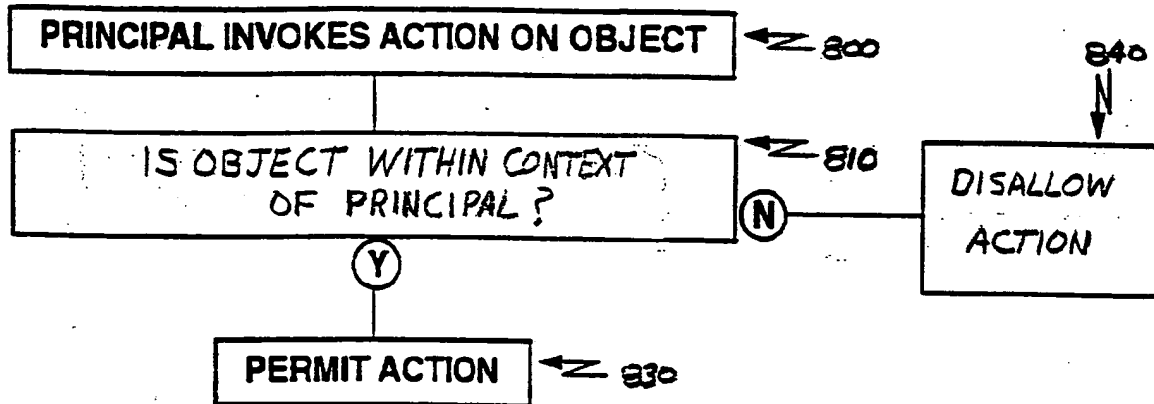 PRINCIPAL INVOKES ACTION ON OBJECT
800
840
IS OBJECT WITHIN CONTEXT
OF PRINCIPAL?
810
N
DISALLOW
ACTION
Y
PERMIT ACTION
830